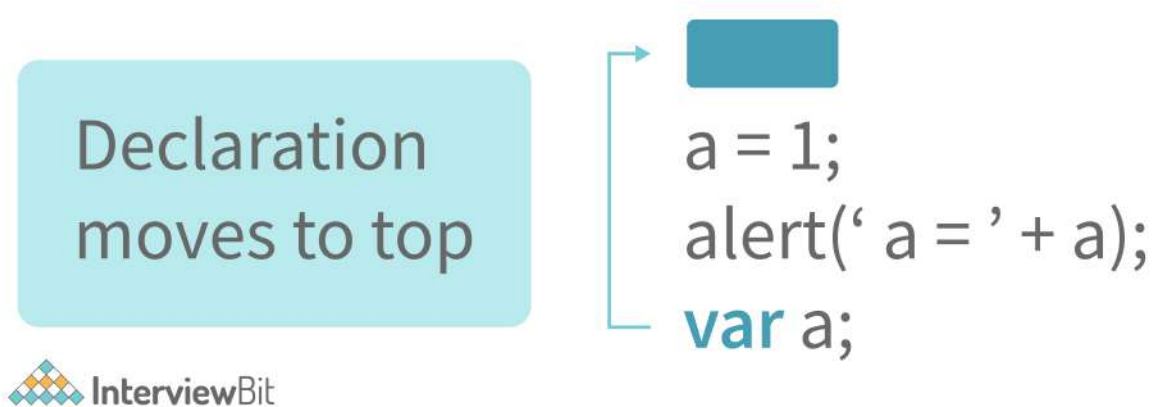 Declaration
moves to top
a = 1;
alert(‘ a = ’ + a);
var a;
InterviewBit